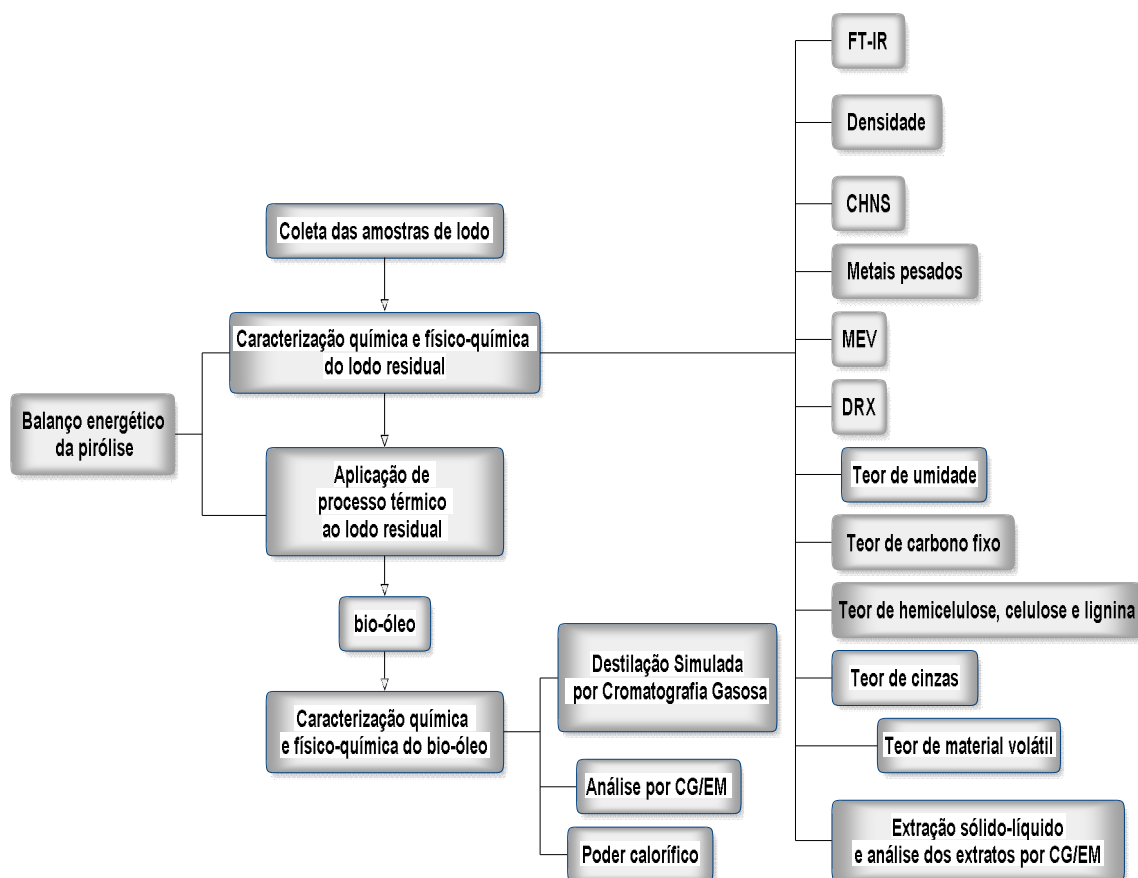 Coleta das amostras de lodo
Caracterização química e físico-química
do lodo residual
Balanço energético
da pirólise
Aplicação de
processo térmico
ao lodo residual
bio-óleo
Caracterização química
e físico-química do bio-óleo
Destilação Simulada
por Cromatografia Gasosa
Análise por CG/EM
Poder calorífico
FT-IR
Densidade
CHNS
Metais pesados
MEV
DRX
Teor de umidade
Teor de carbono fixo
Teor de hemicelulose, celulose e lignina
Teor de cinzas
Teor de material volátil
Extração sólido-líquido
e análise dos extratos por CG/EM